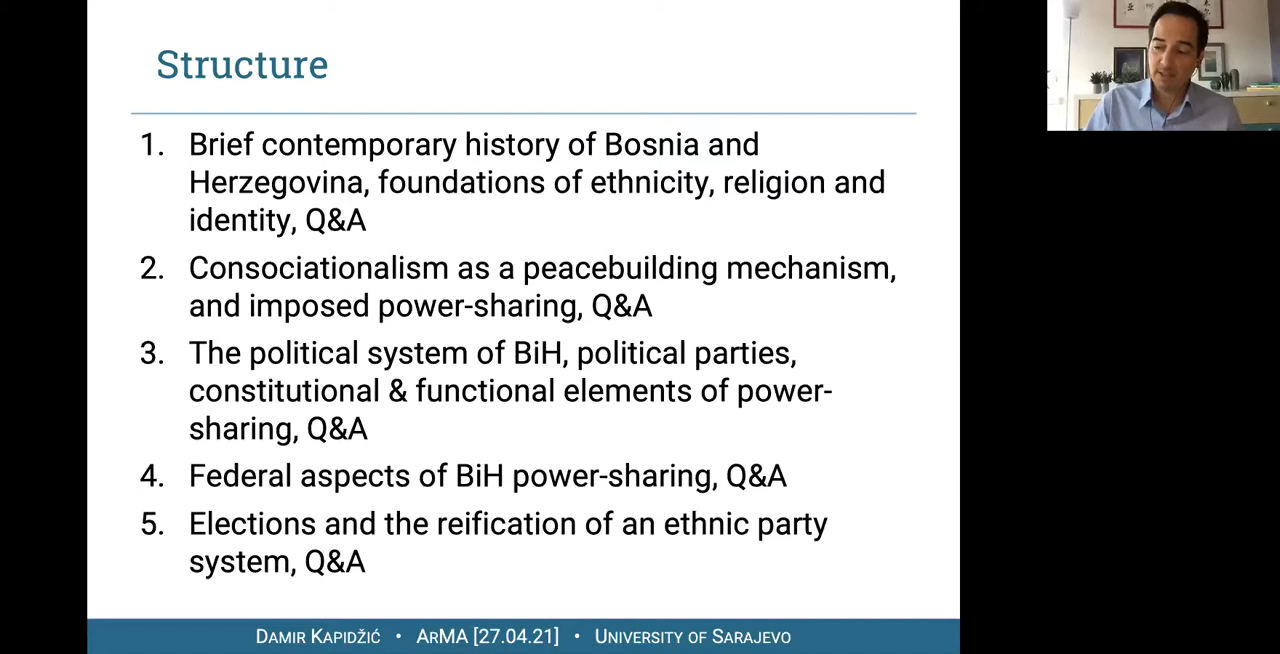 Structure
1. Brief contemporary history of Bosnia and
Herzegovina, foundations of ethnicity, religion and
identity, Q&A
2. Consociationalism as a peacebuilding mechanism,
and imposed power-sharing, Q&A
3. The political system of BiH, political parties,
constitutional & functional elements of power-
sharing, Q&A
4. Federal aspects of BiH power-sharing, Q&A
5. Elections and the reification of an ethnic party
system, Q&A
DAMIR KAPIDŽIĆ • ARMA [27.04.21] • UNIVERSITY OF SARAJEVO